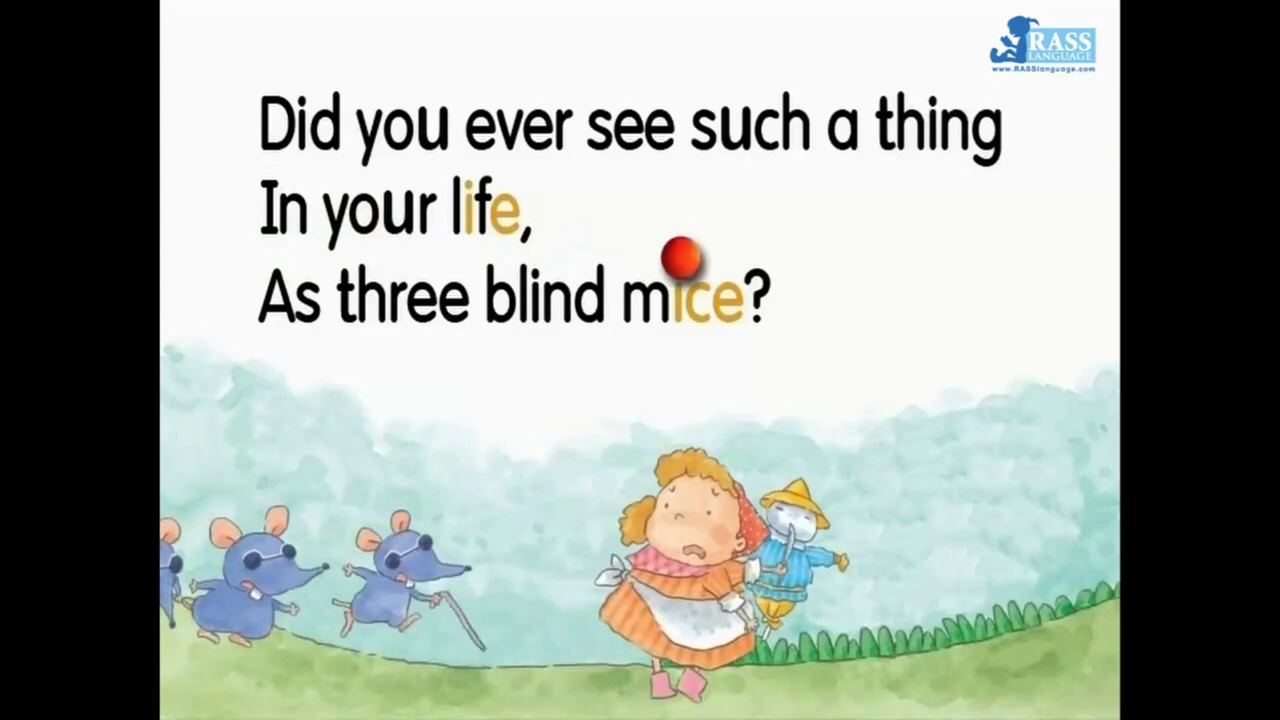 RASS
LANGUAGE
www.RASSlanguage.com
Did you ever see such a thing
In your life,
As three blind mice?